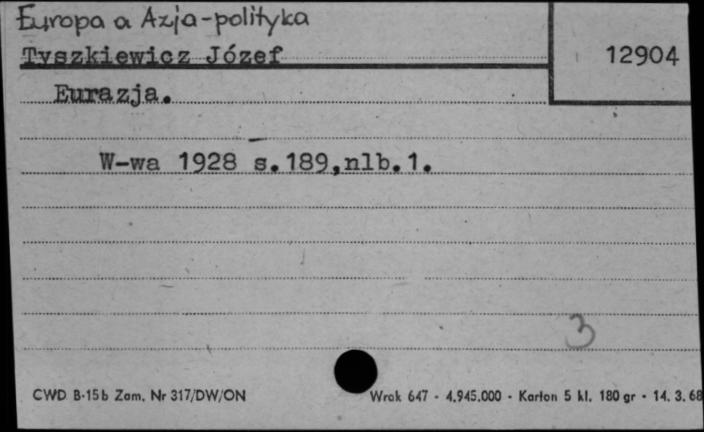 Europa a Azja-polityka
Tyszkiewicz Józef
12904
Eurazja.
W-wa 1928 s.189,nlb.1.
3
CWD B-15b Zam. Nr 317/DW/ON
Wrok 647 - 4.945.000 - Karton 5 kl. 180 gr - 14. 3. 68